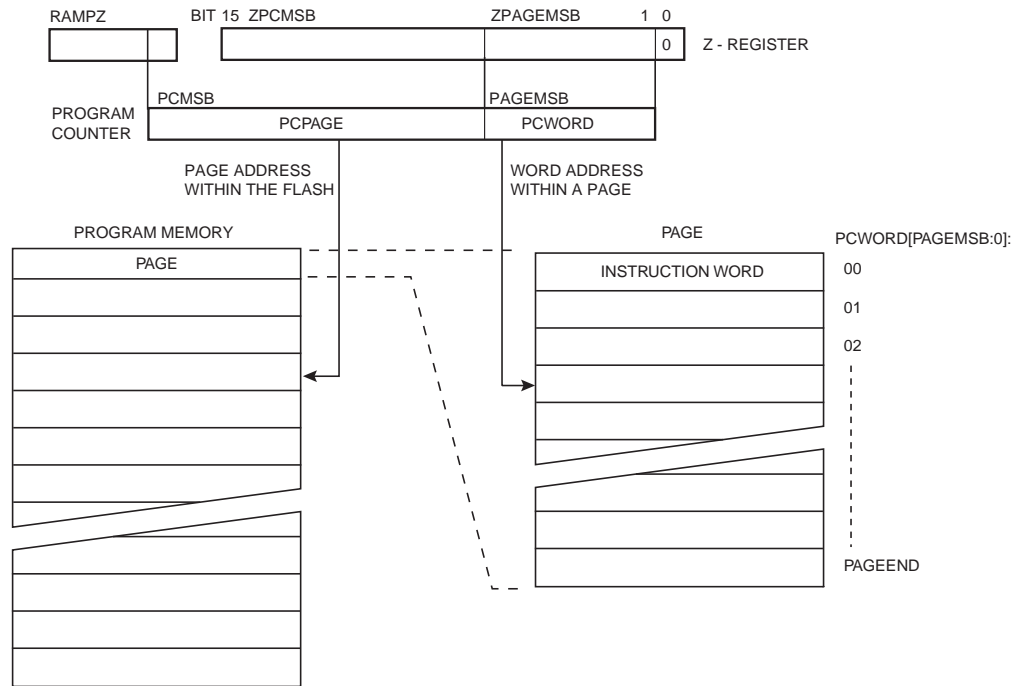 RAMPZ
BIT 15 ZPCMSB ZPAGEMSB 1 0
0 Z - REGISTER
PCMSB PAGEMSB
PROGRAM
COUNTER
PCPAGE PCWORD
PAGE ADDRESS
WITHIN THE FLASH
WORD ADDRESS
WITHIN A PAGE
PROGRAM MEMORY
PAGE
PAGE
PCWORD[PAGEMSB:0]:
INSTRUCTION WORD
00
01
02
PAGEEND